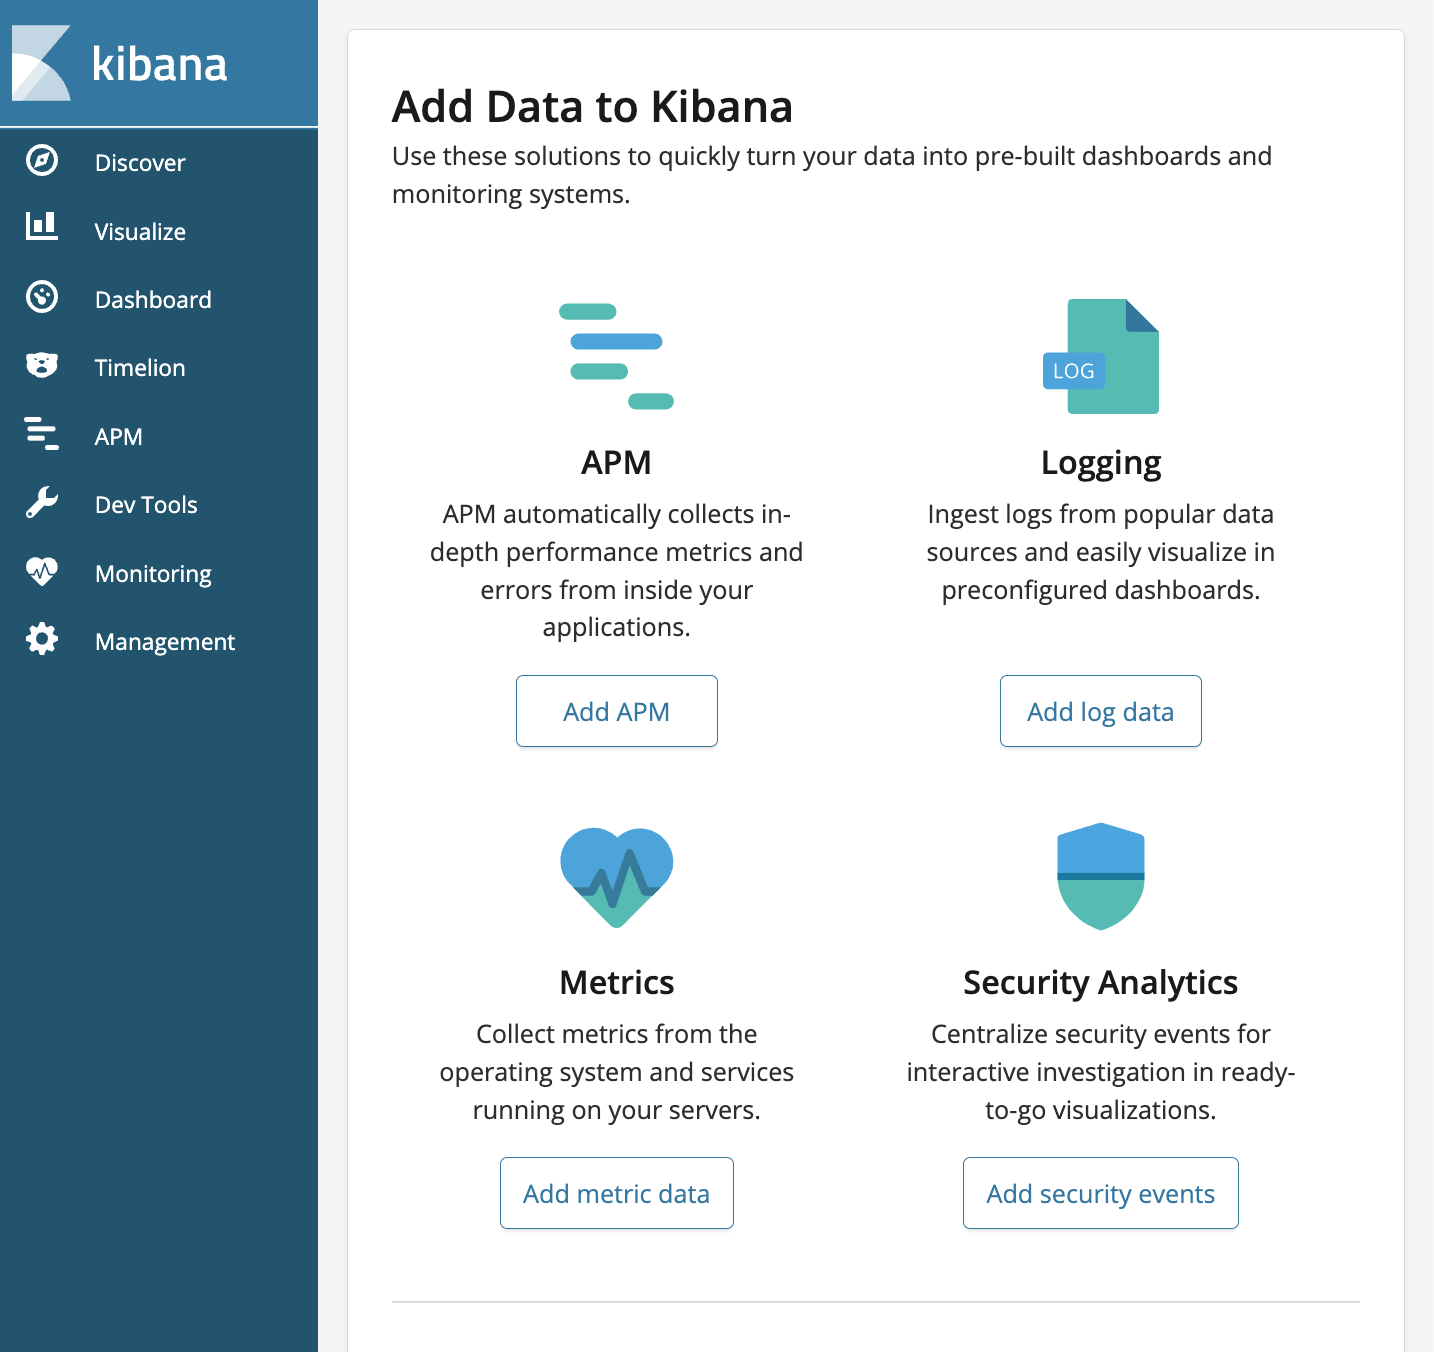 kibana
Discover
Visualize
Dashboard
Timelion
APM
Dev Tools
Monitoring
Management
Add Data to Kibana
Use these solutions to quickly turn your data into pre-built dashboards and
monitoring systems.
APM
APM automatically collects in-
depth performance metrics and
errors from inside your
applications.
Add APM
LOG
Logging
Ingest logs from popular data
sources and easily visualize in
preconfigured dashboards.
Add log data
Metrics
Collect metrics from the
operating system and services
running on your servers.
Add metric data
Security Analytics
Centralize security events for
interactive investigation in ready-
to-go visualizations.
Add security events